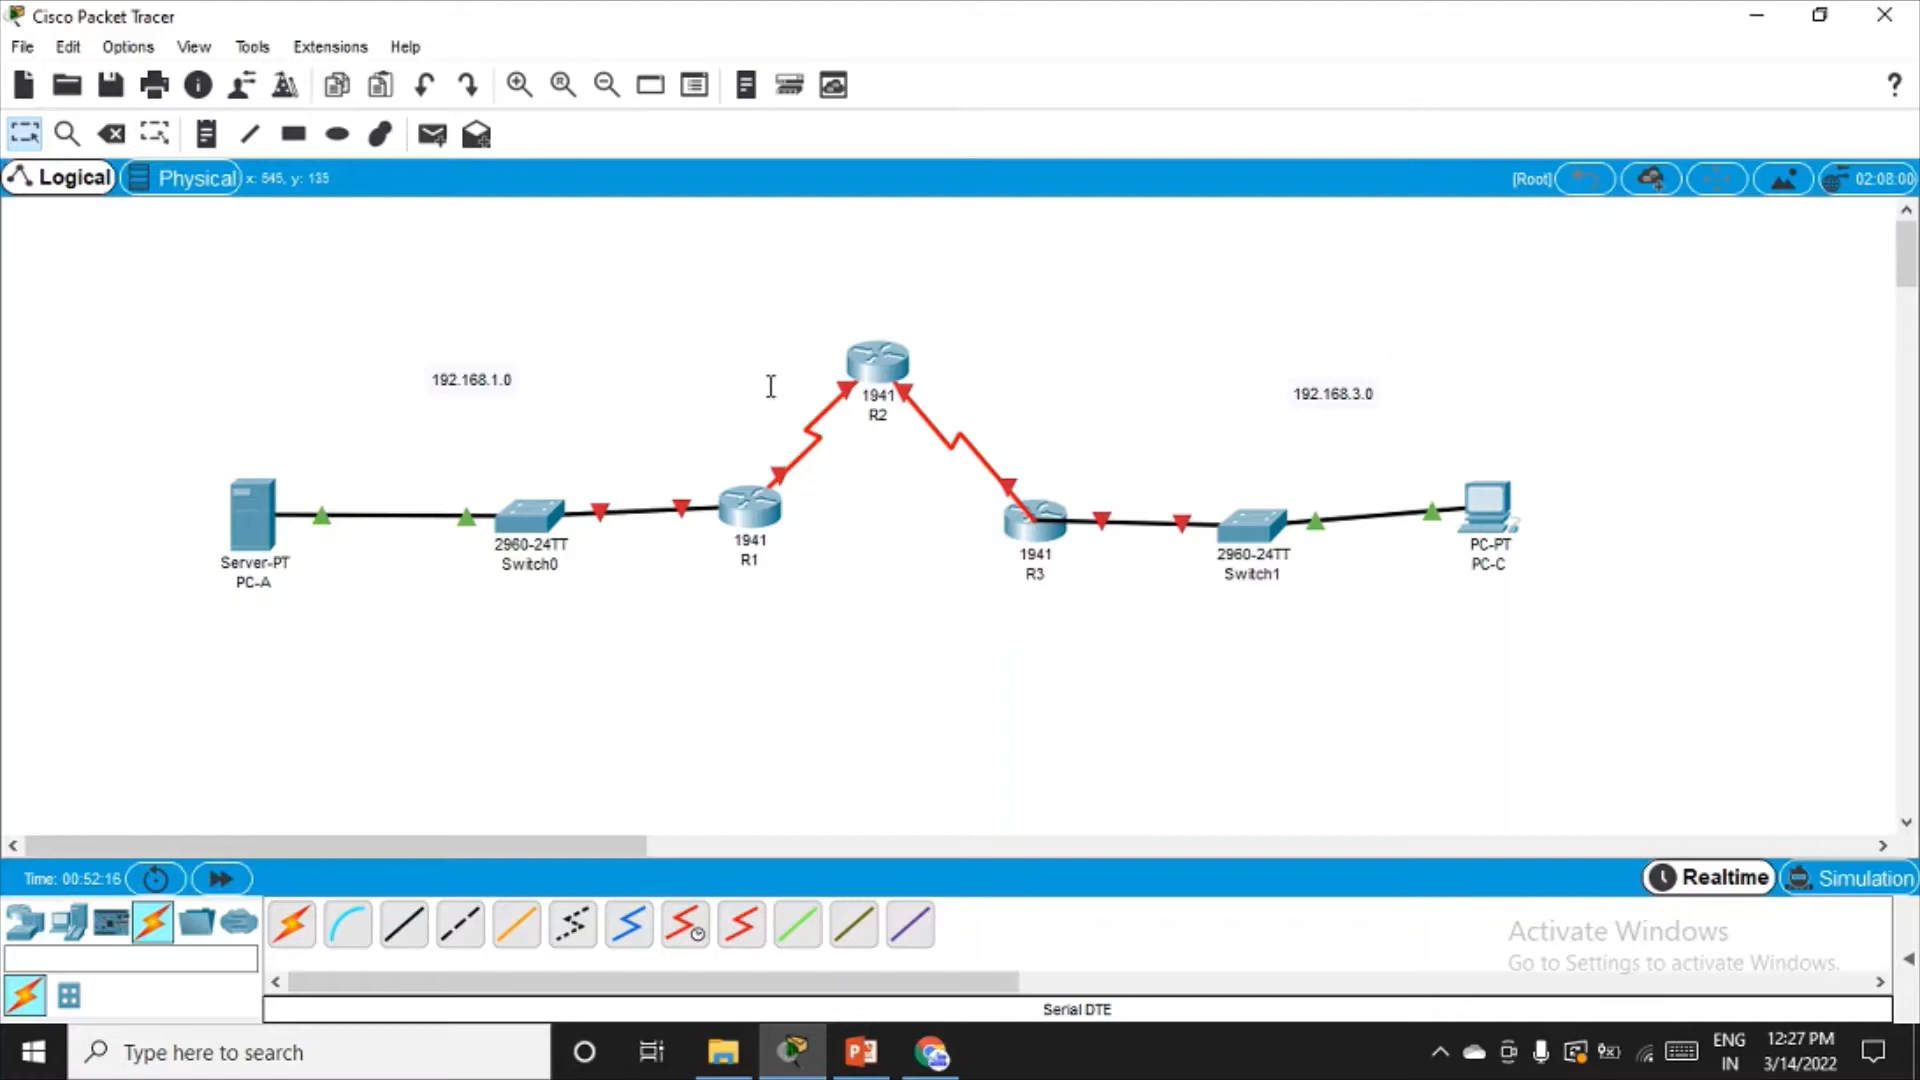 Cisco Packet Tracer
File Edit Options View Tools Extensions Help
?
Logical Physical x: 545, y: 135 [Root] 02:08:00
192.168.1.0
192.168.3.0
1941
R2
Server-PT
PC-A
2960-24TT
Switch0
1941
R1
1941
R3
2960-24TT
Switch1
PC-PT
PC-C
Time: 00:52:16 Realtime Simulation
Activate Windows
Go to Settings to activate Windows.
Serial DTE
Type here to search
ENG
IN
12:27 PM
3/14/2022